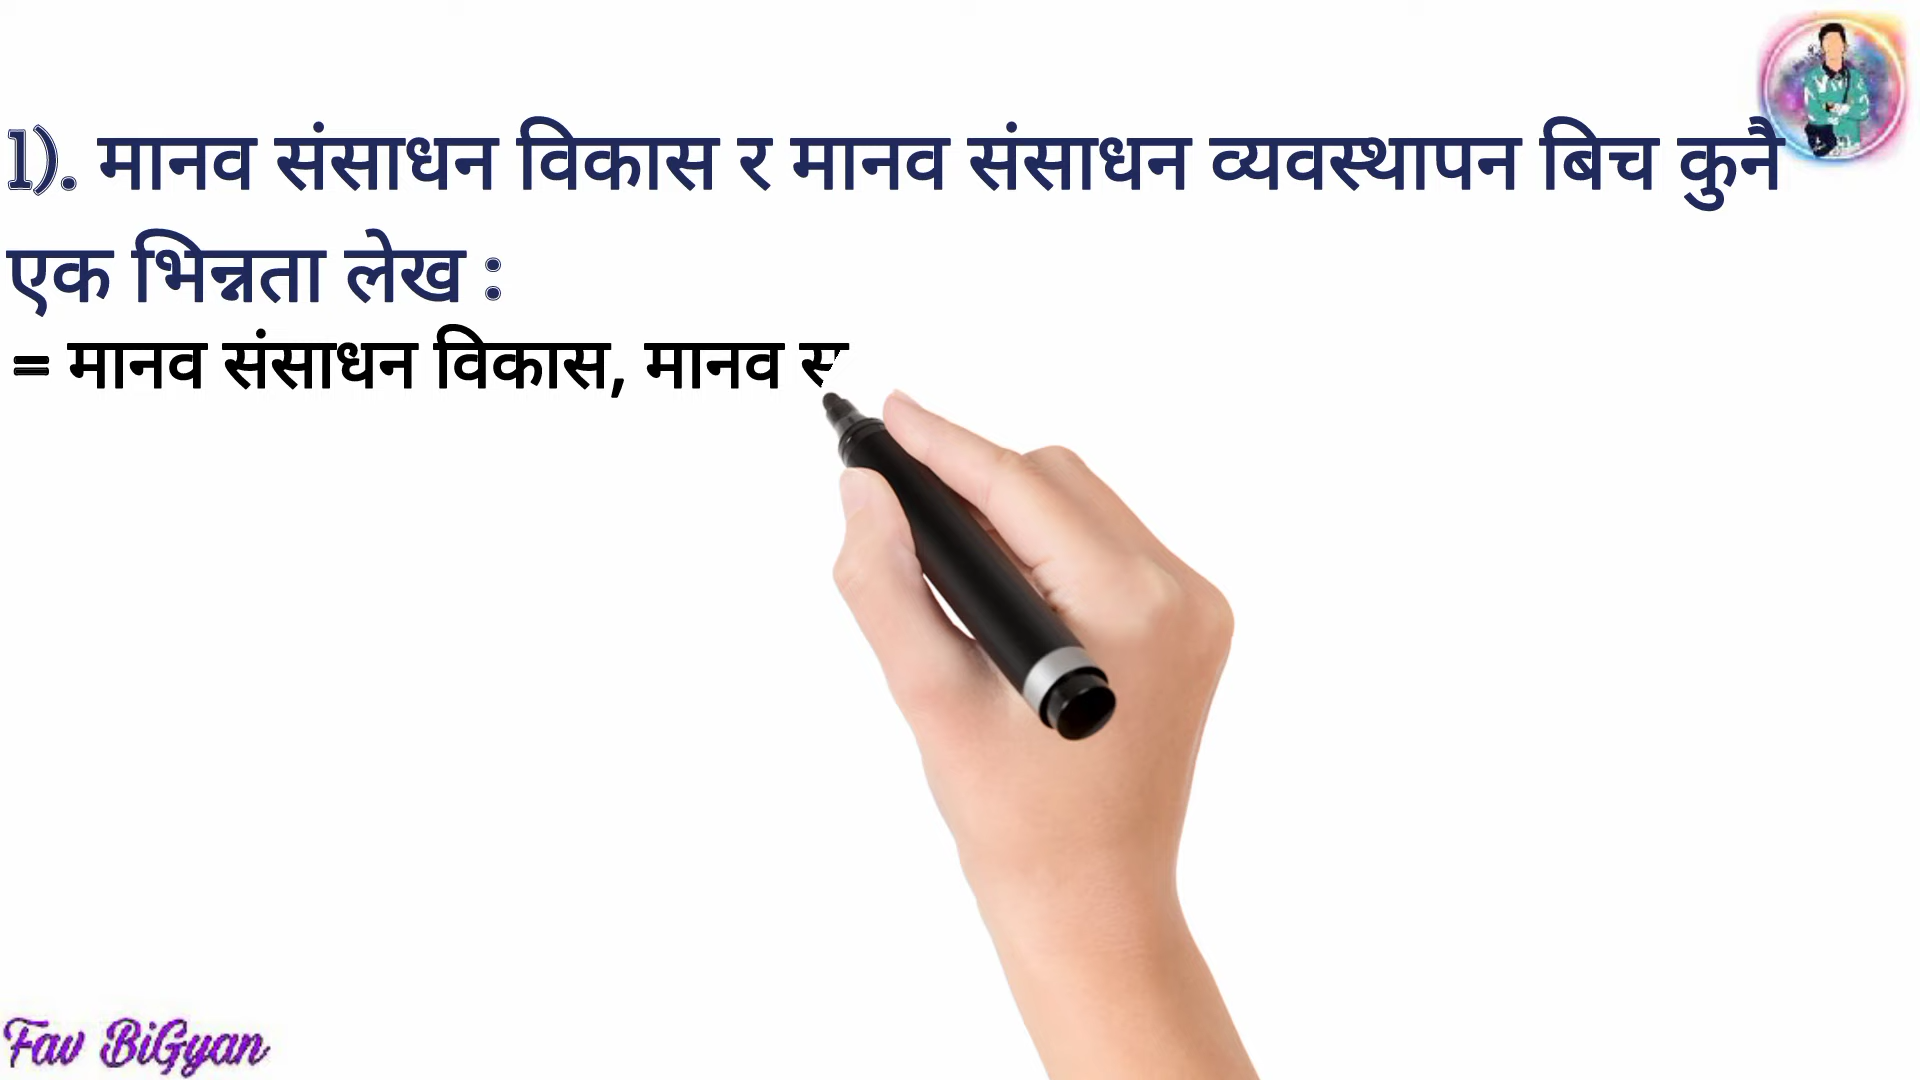 1). मानव संसाधन विकास र मानव संसाधन व्यवस्थापन बिच कुनै
एक भिन्नता लेख :
= मानव संसाधन विकास, मानव स
Fav BiGyan